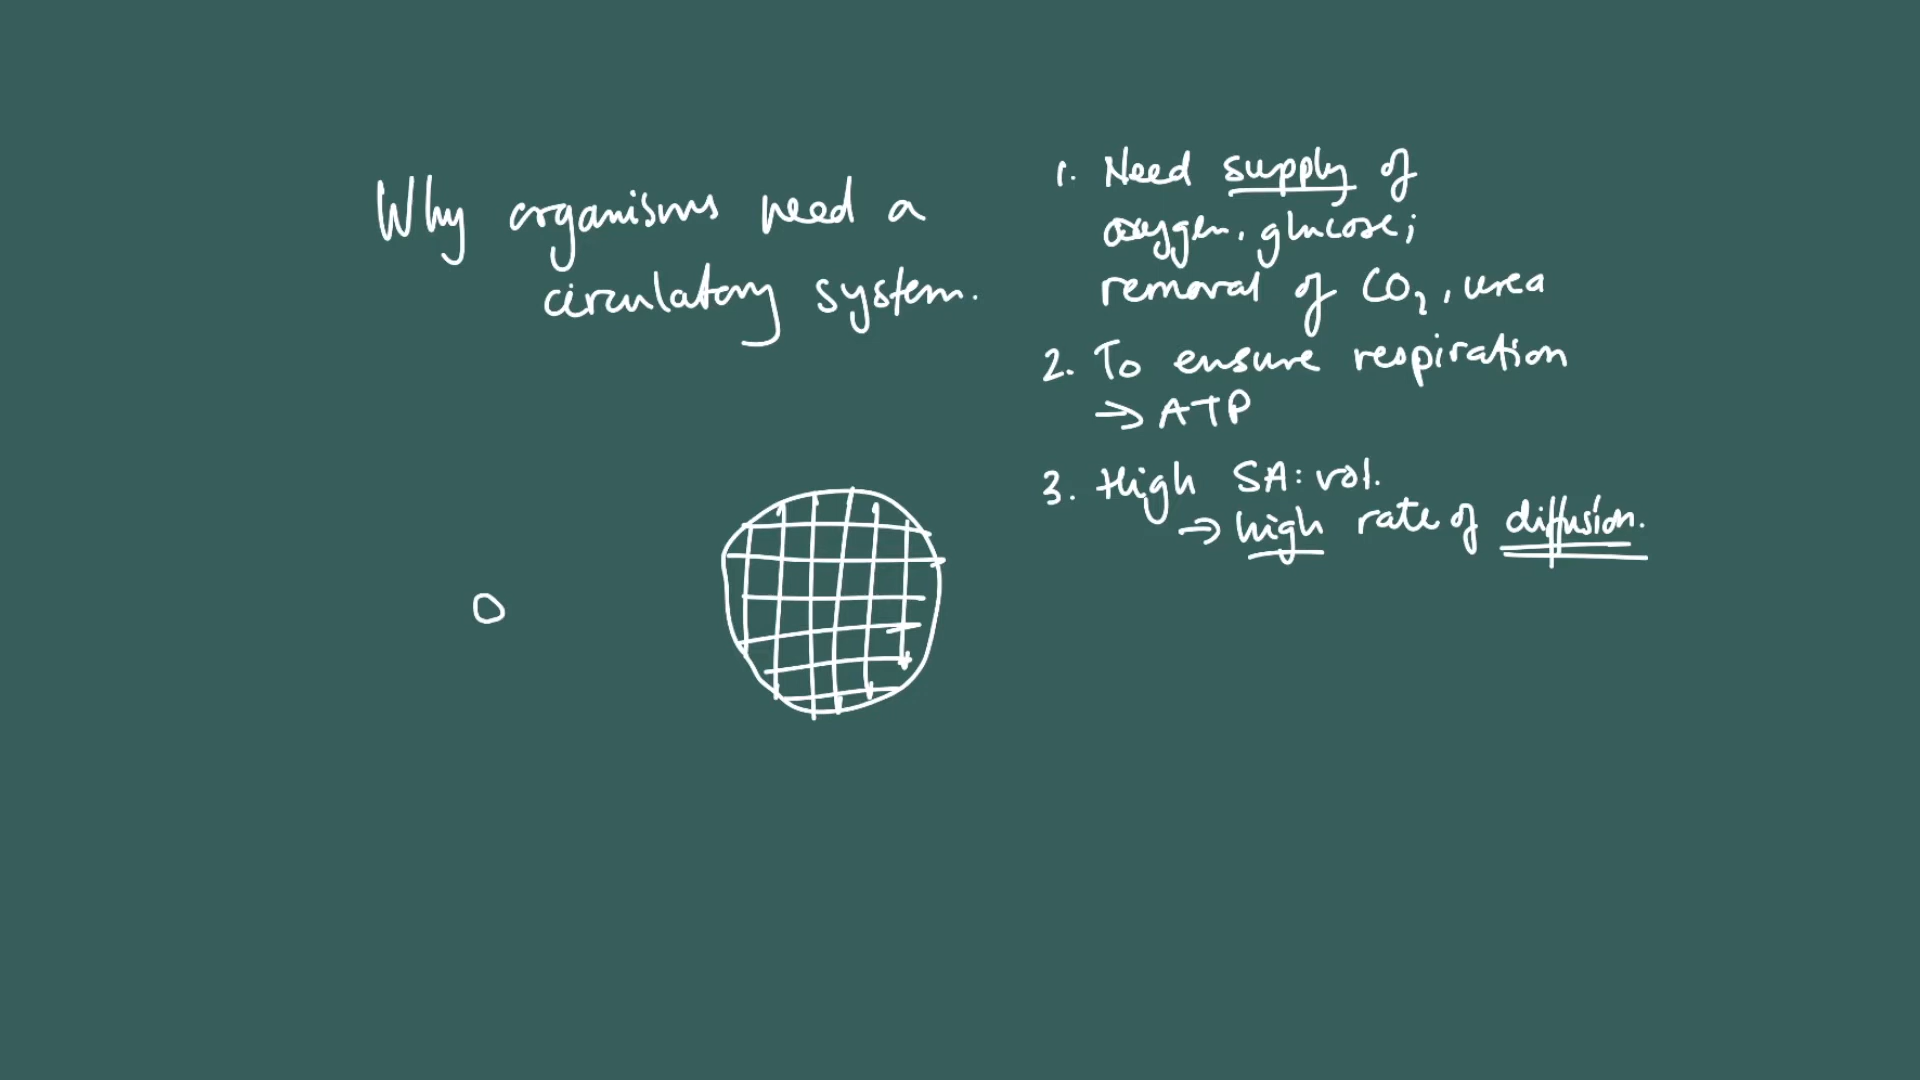 Why organisms need a
circulatory system.
1. Need supply of
oxygen, glucose;
removal of CO₂, urea
2. To ensure respiration
→ ATP
3. High SA: vol.
→ high rate of diffusion.